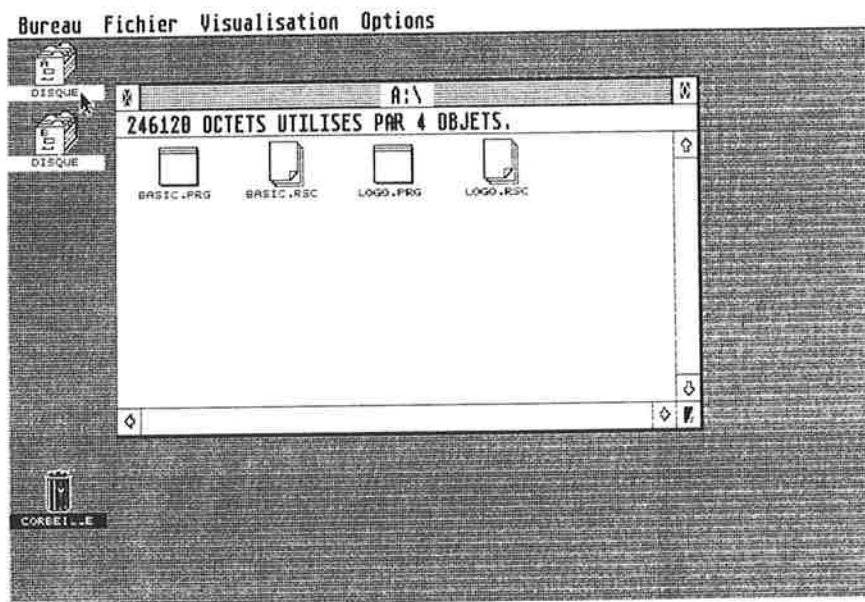 Bureau Fichier Visualisation Options
A
DISQUE
B
DISQUE
A:\
246120 OCTETS UTILISES PAR 4 OBJETS.
BASIC.PRG BASIC.RSC LOGO.PRG LOGO.RSC
CORBEILLE